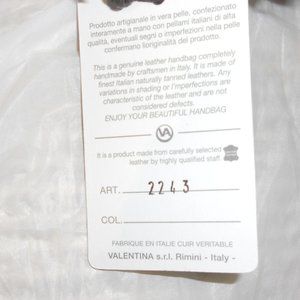 Prodotto artigianale in vera pelle, confezionato
interamente a mano con pellami italiani di alta
qualità, eventuali segni o imperfezioni nella pelle
confermano l'originalità del prodotto.
This is a genuine leather handbag completely
handmade by craftsmen in Italy. It is made of
finest Italian naturally tanned leathers. Any
variations in shading or l'imperfections are any
characteristic of the leather and are not
considered defects.
ENJOY YOUR BEAUTIFUL HANDBAG
VA
It is a product made from carefully selected
leather by highly qualified staff.
ART. 2243
COL.
FABRIQUE EN ITALIE CUIR VERITABLE
VALENTINA s.r.l. Rimini - Italy -